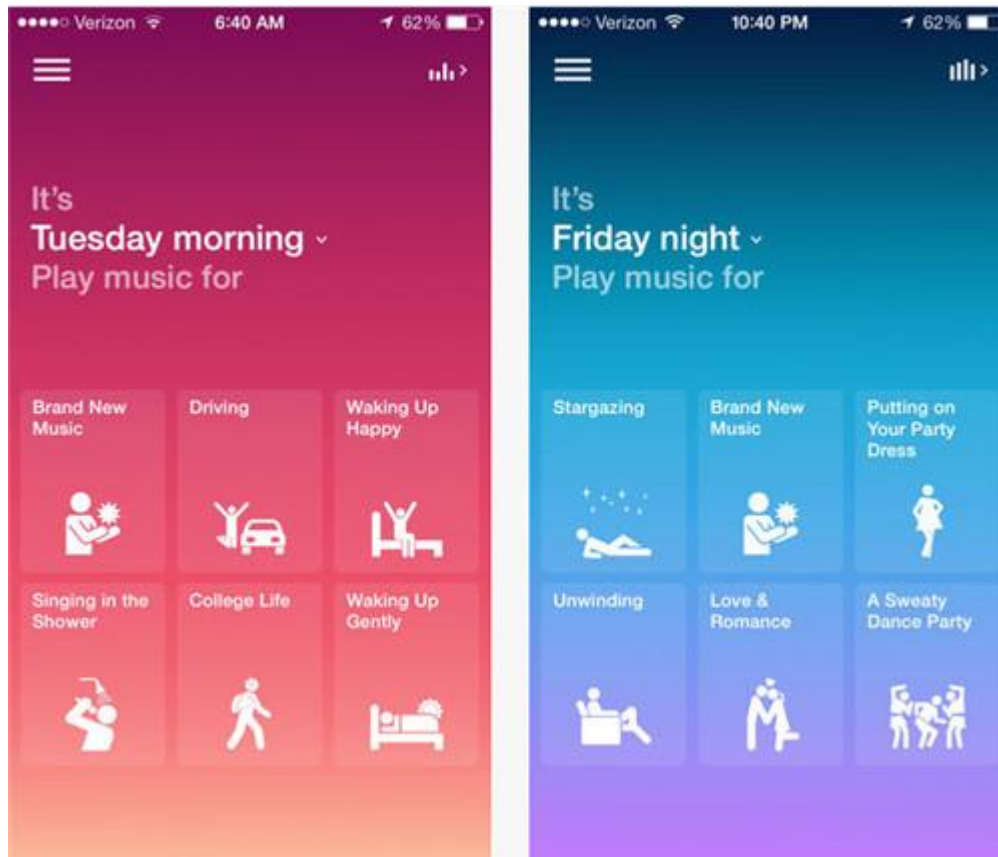 Verizon 6:40 AM 62%
It's
Tuesday morning
Play music for
Brand New
Music
Driving
Waking Up
Happy
Singing in the
Shower
College Life
Waking Up
Gently
Verizon 10:40 PM 62%
It's
Friday night
Play music for
Stargazing
Brand New
Music
Putting on
Your Party
Dress
Unwinding
Love &
Romance
A Sweaty
Dance Party